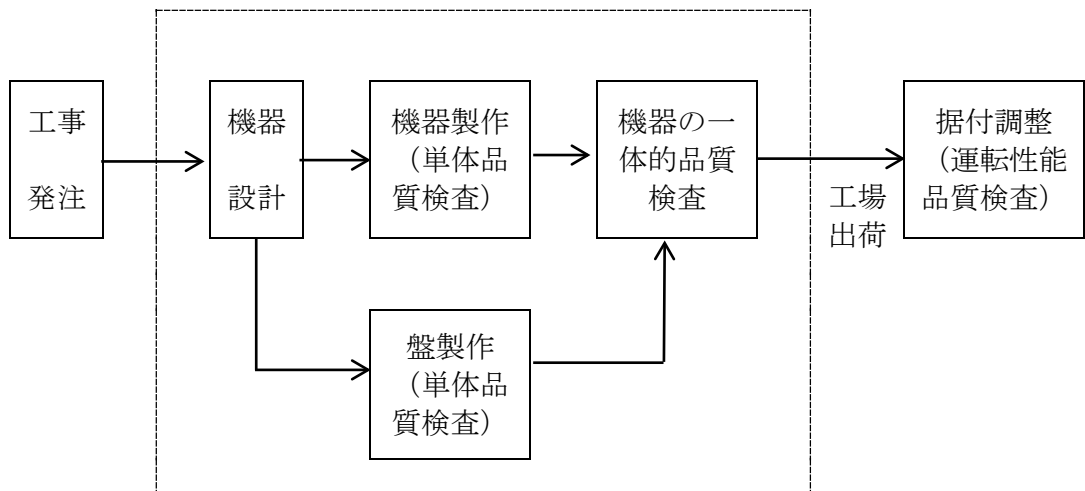 工事
発注
機器
設計
機器製作
（単体品
質検査）
機器の一
体的品質
検査
工場
出荷
据付調整
（運転性能
品質検査）
盤製作
（単体品
質検査）